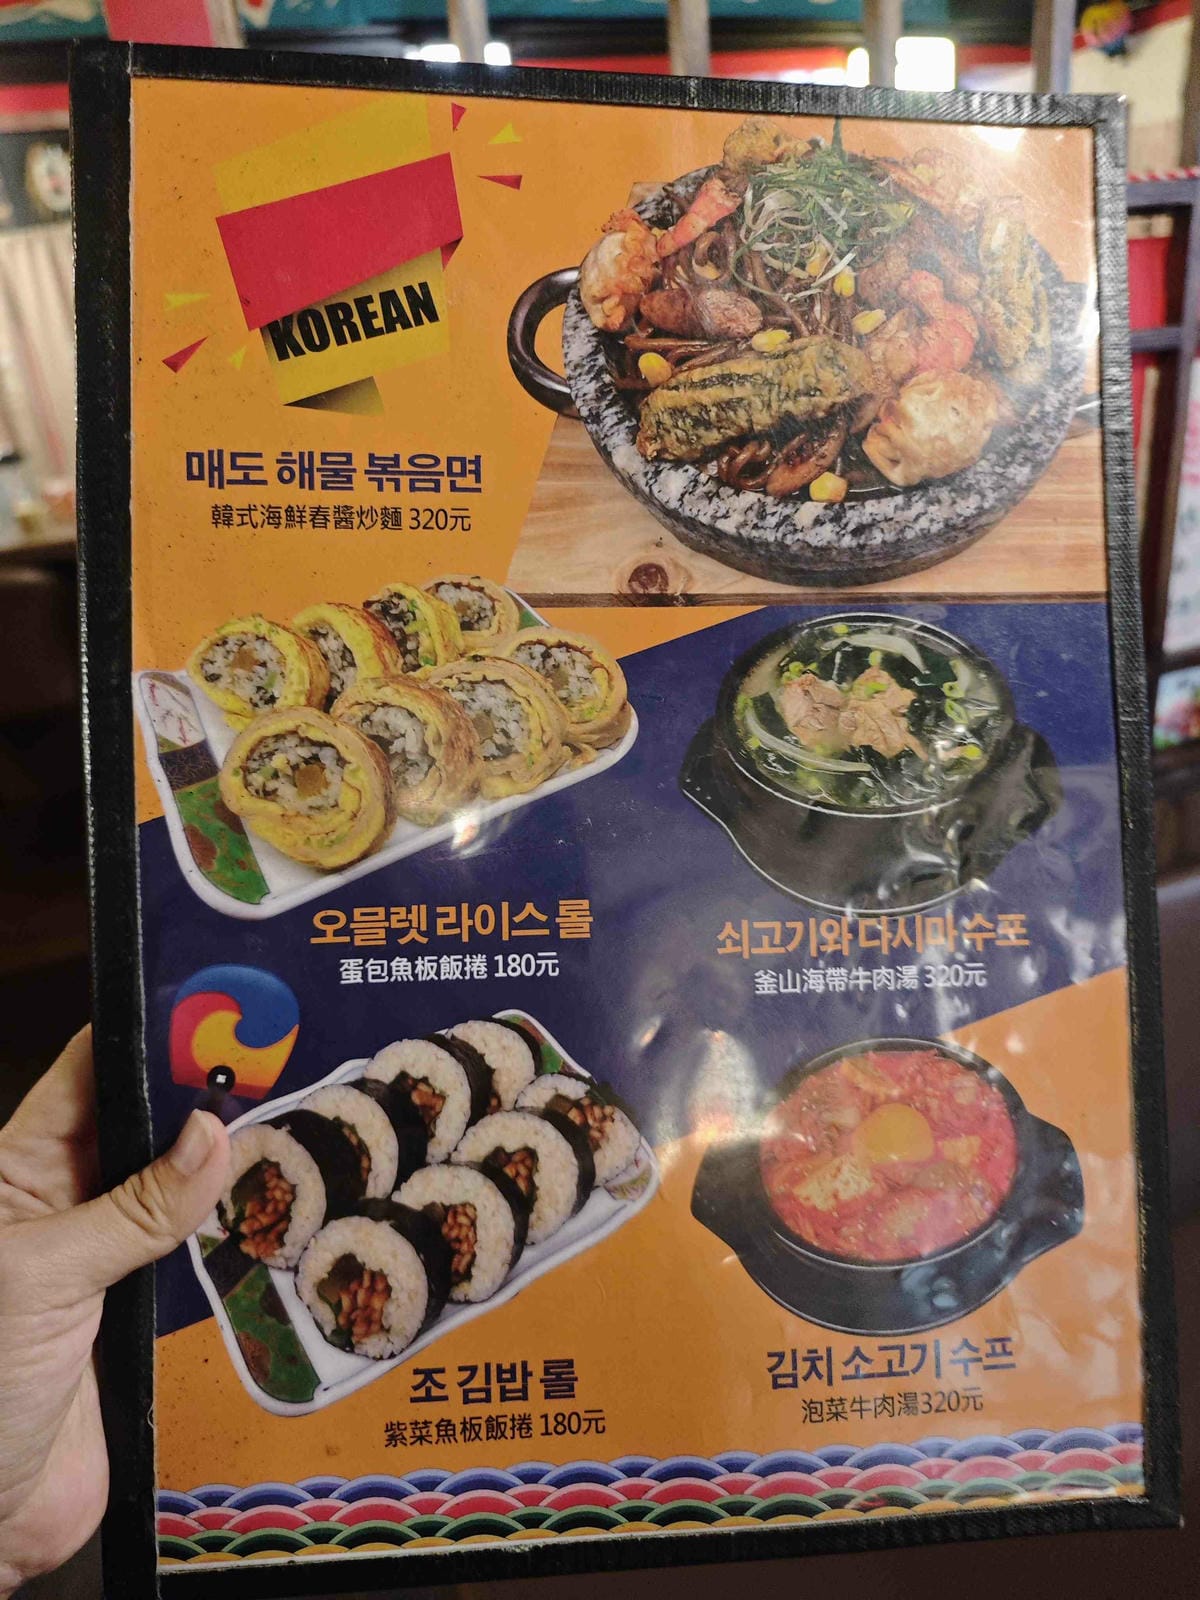 KOREAN
매도 해물 볶음면
韓式海鮮春醬炒麵 320元
오믈렛 라이스 롤
蛋包魚板飯捲 180元
쇠고기와 다시마 수포
釜山海帶牛肉湯 320元
조 김밥 롤
紫菜魚板飯捲 180元
김치 소고기 수프
泡菜牛肉湯320元